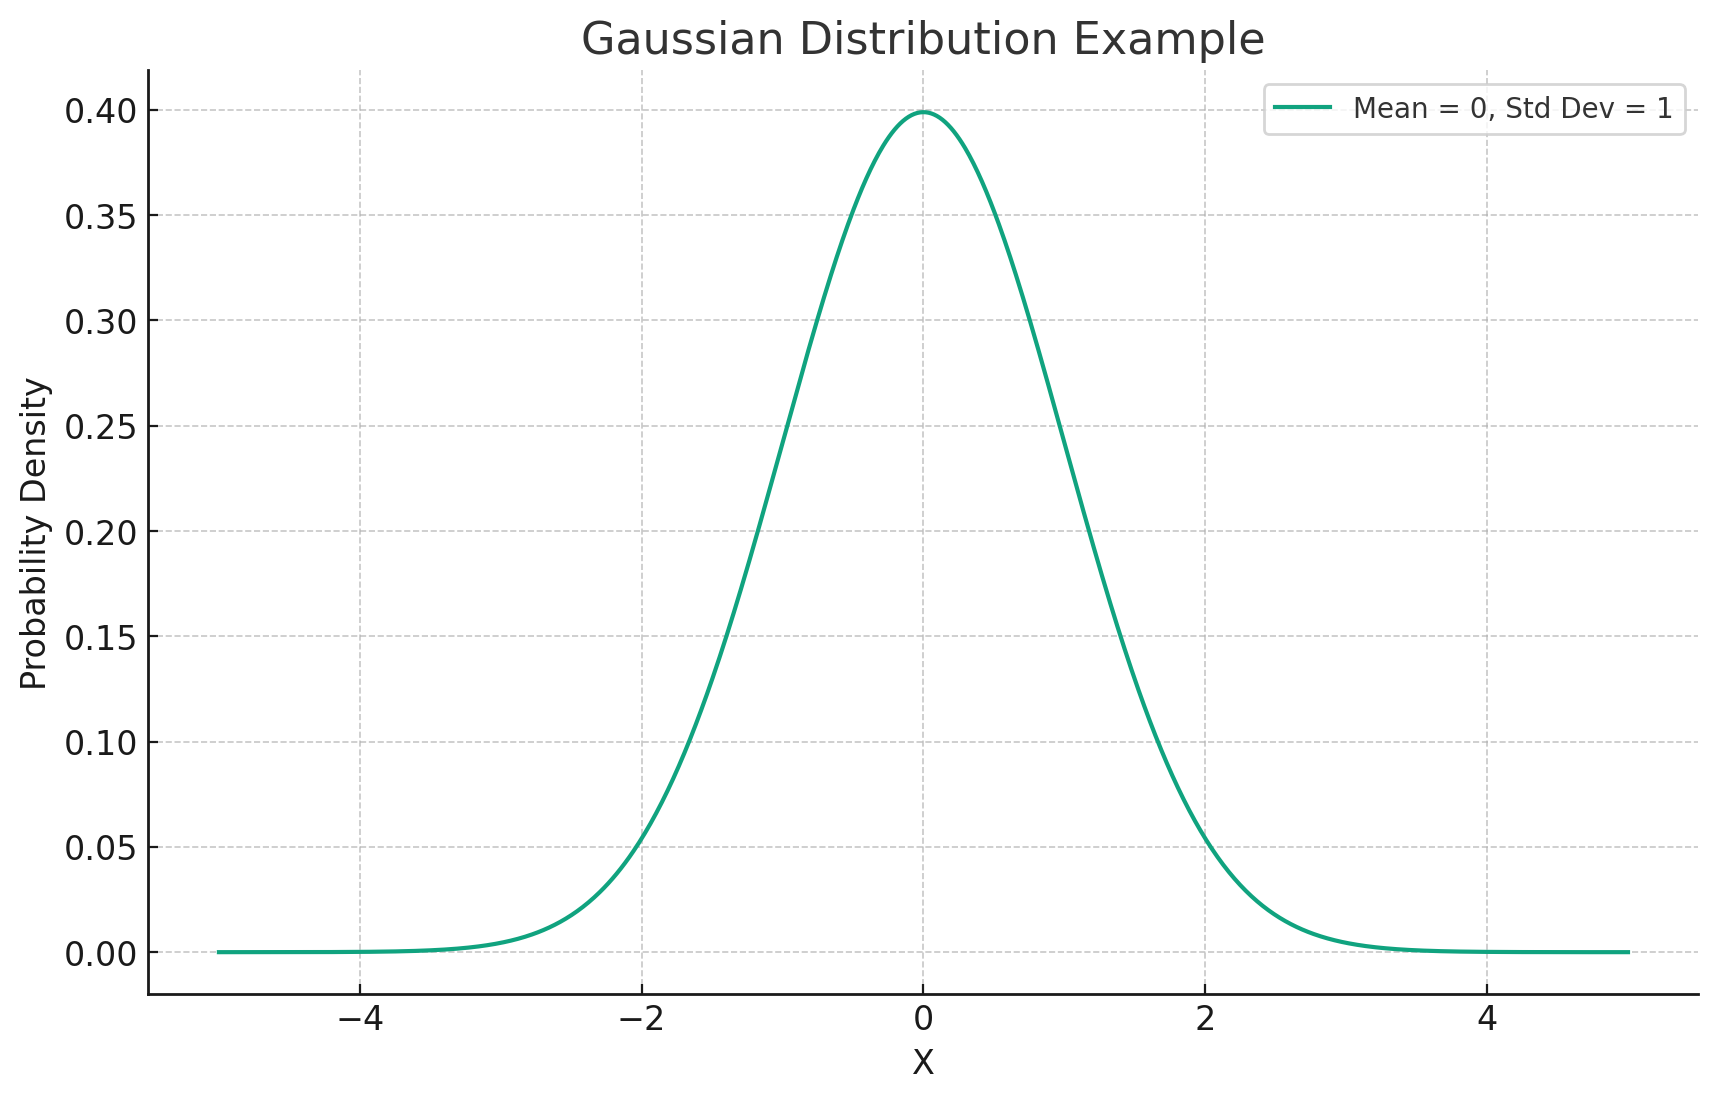 Gaussian Distribution Example
Mean = 0, Std Dev = 1
Probability Density
0.40
0.35
0.30
0.25
0.20
0.15
0.10
0.05
0.00
−4 −2 0 2 4
X